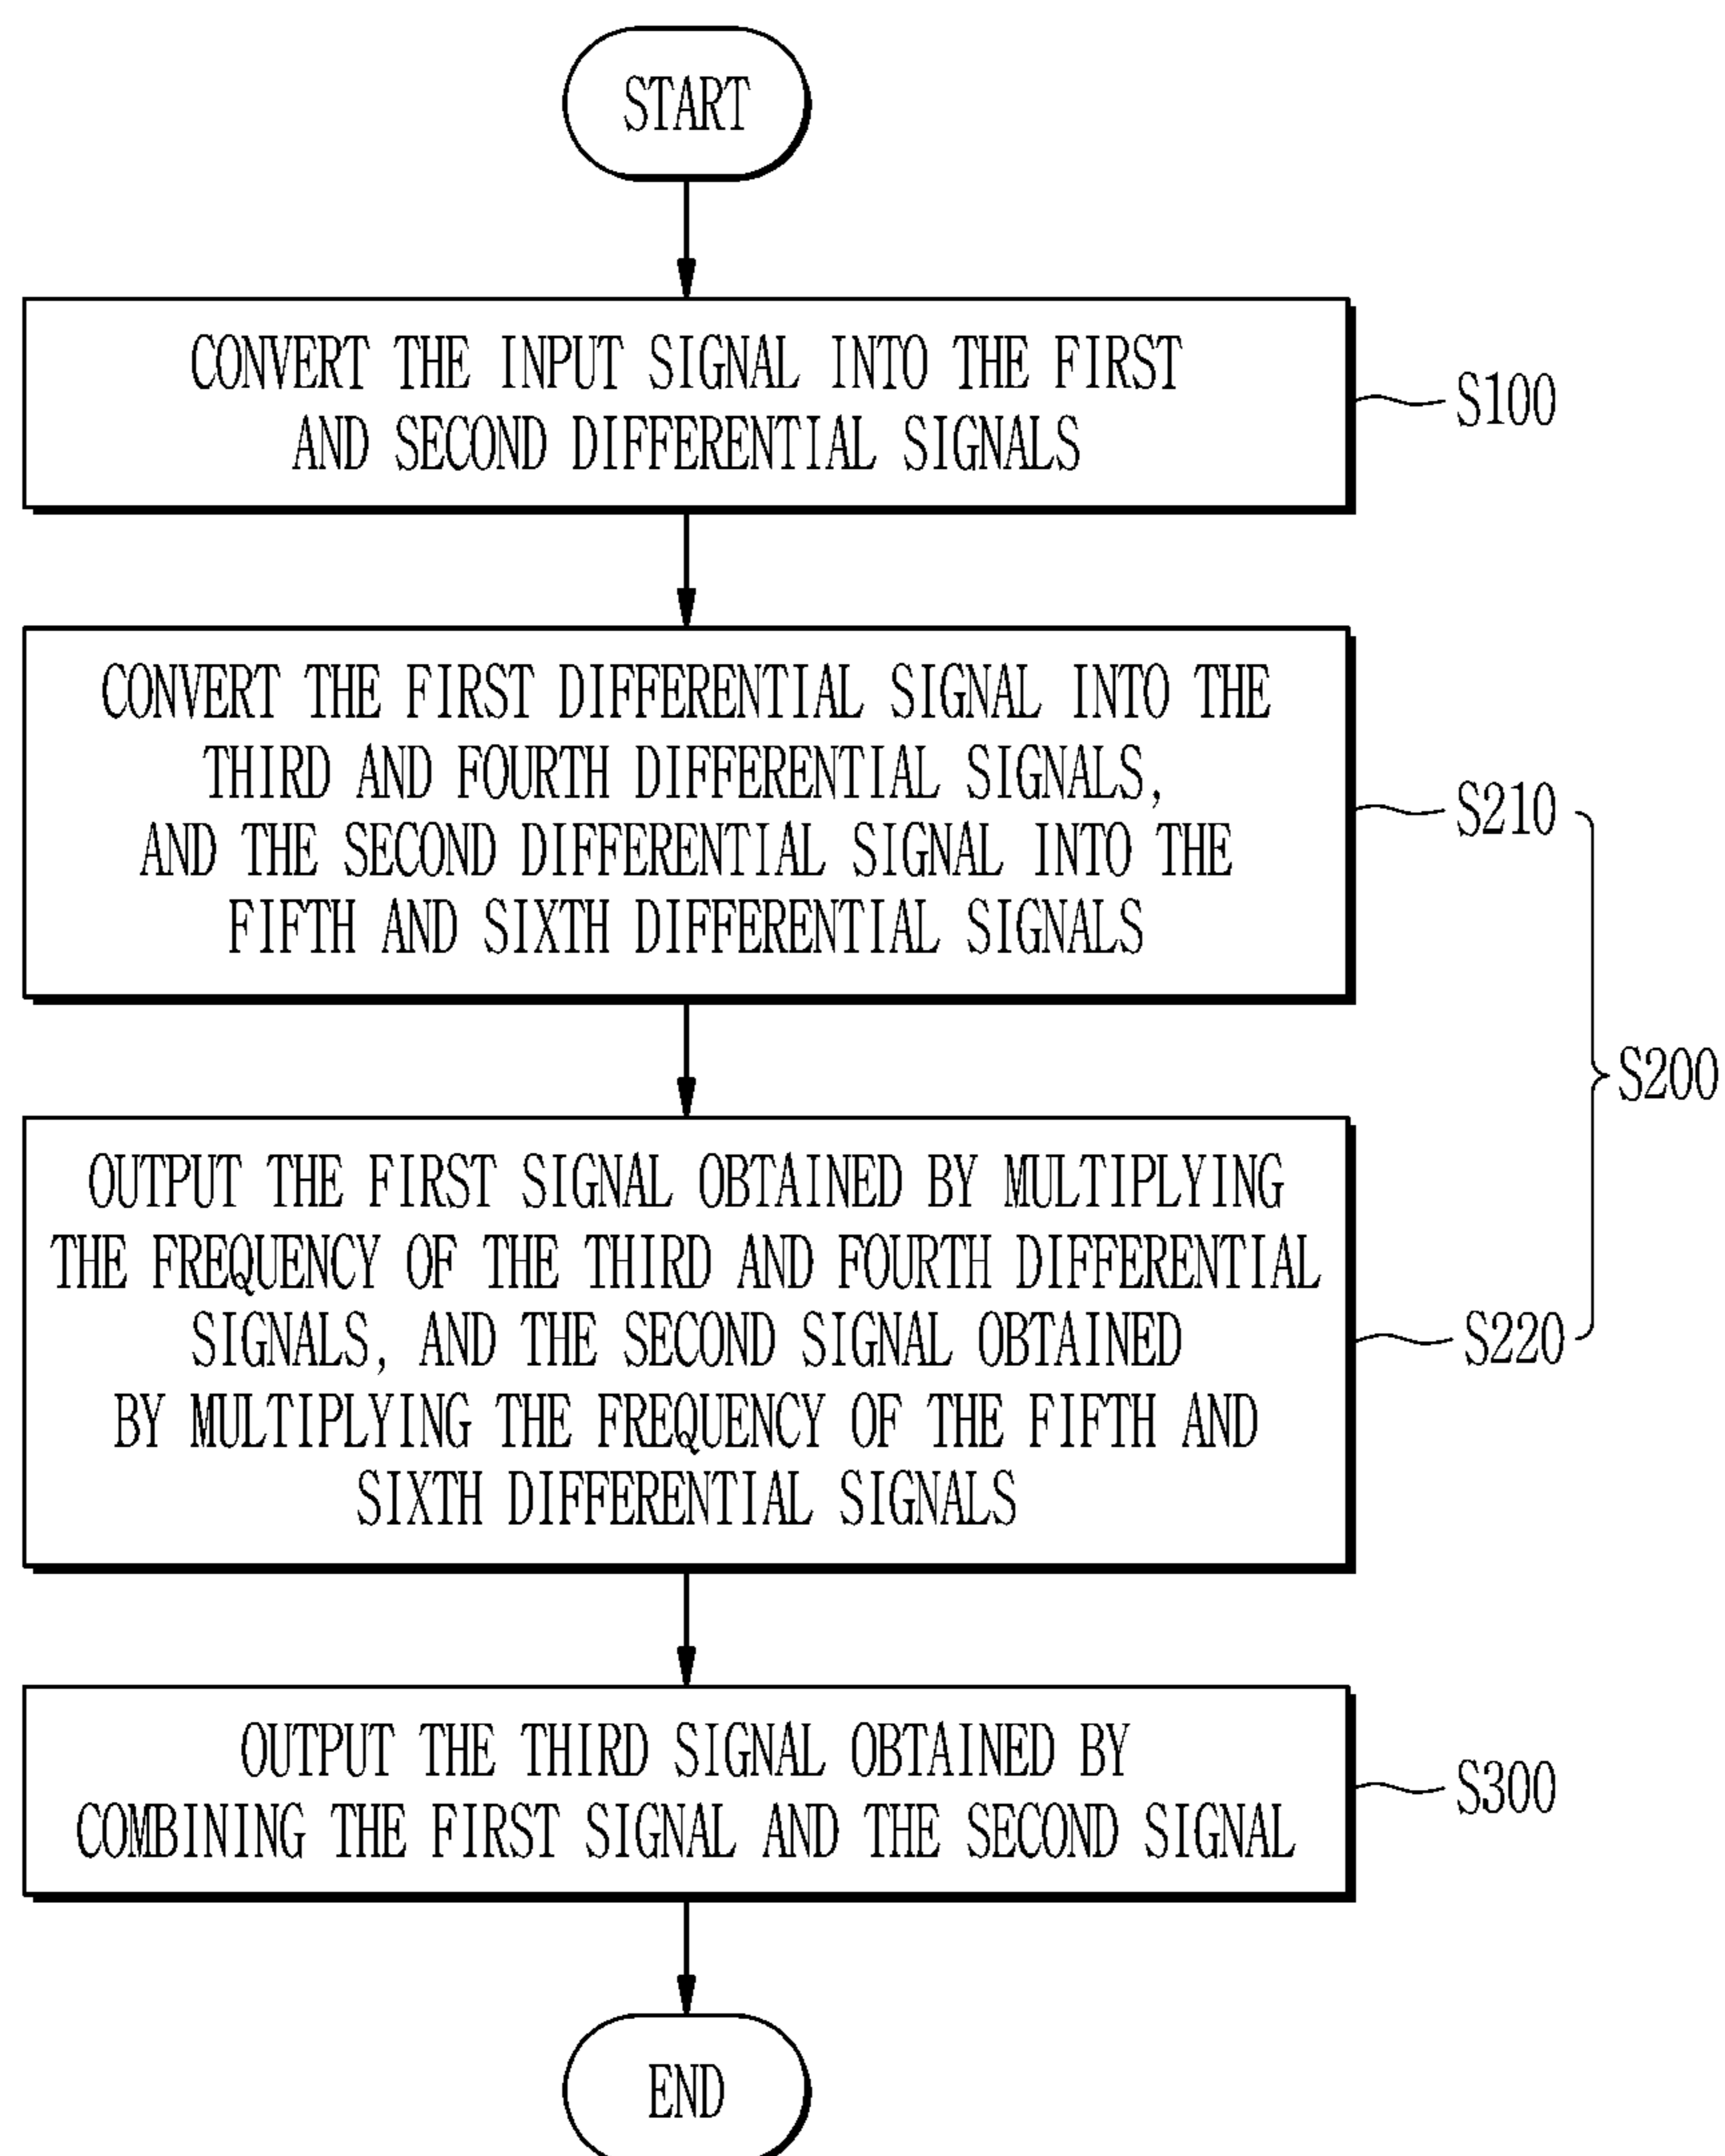 START
CONVERT THE INPUT SIGNAL INTO THE FIRST
AND SECOND DIFFERENTIAL SIGNALS
S100
CONVERT THE FIRST DIFFERENTIAL SIGNAL INTO THE
THIRD AND FOURTH DIFFERENTIAL SIGNALS,
AND THE SECOND DIFFERENTIAL SIGNAL INTO THE
FIFTH AND SIXTH DIFFERENTIAL SIGNALS
S210
S200
OUTPUT THE FIRST SIGNAL OBTAINED BY MULTIPLYING
THE FREQUENCY OF THE THIRD AND FOURTH DIFFERENTIAL
SIGNALS, AND THE SECOND SIGNAL OBTAINED
BY MULTIPLYING THE FREQUENCY OF THE FIFTH AND
SIXTH DIFFERENTIAL SIGNALS
S220
OUTPUT THE THIRD SIGNAL OBTAINED BY
COMBINING THE FIRST SIGNAL AND THE SECOND SIGNAL
S300
END